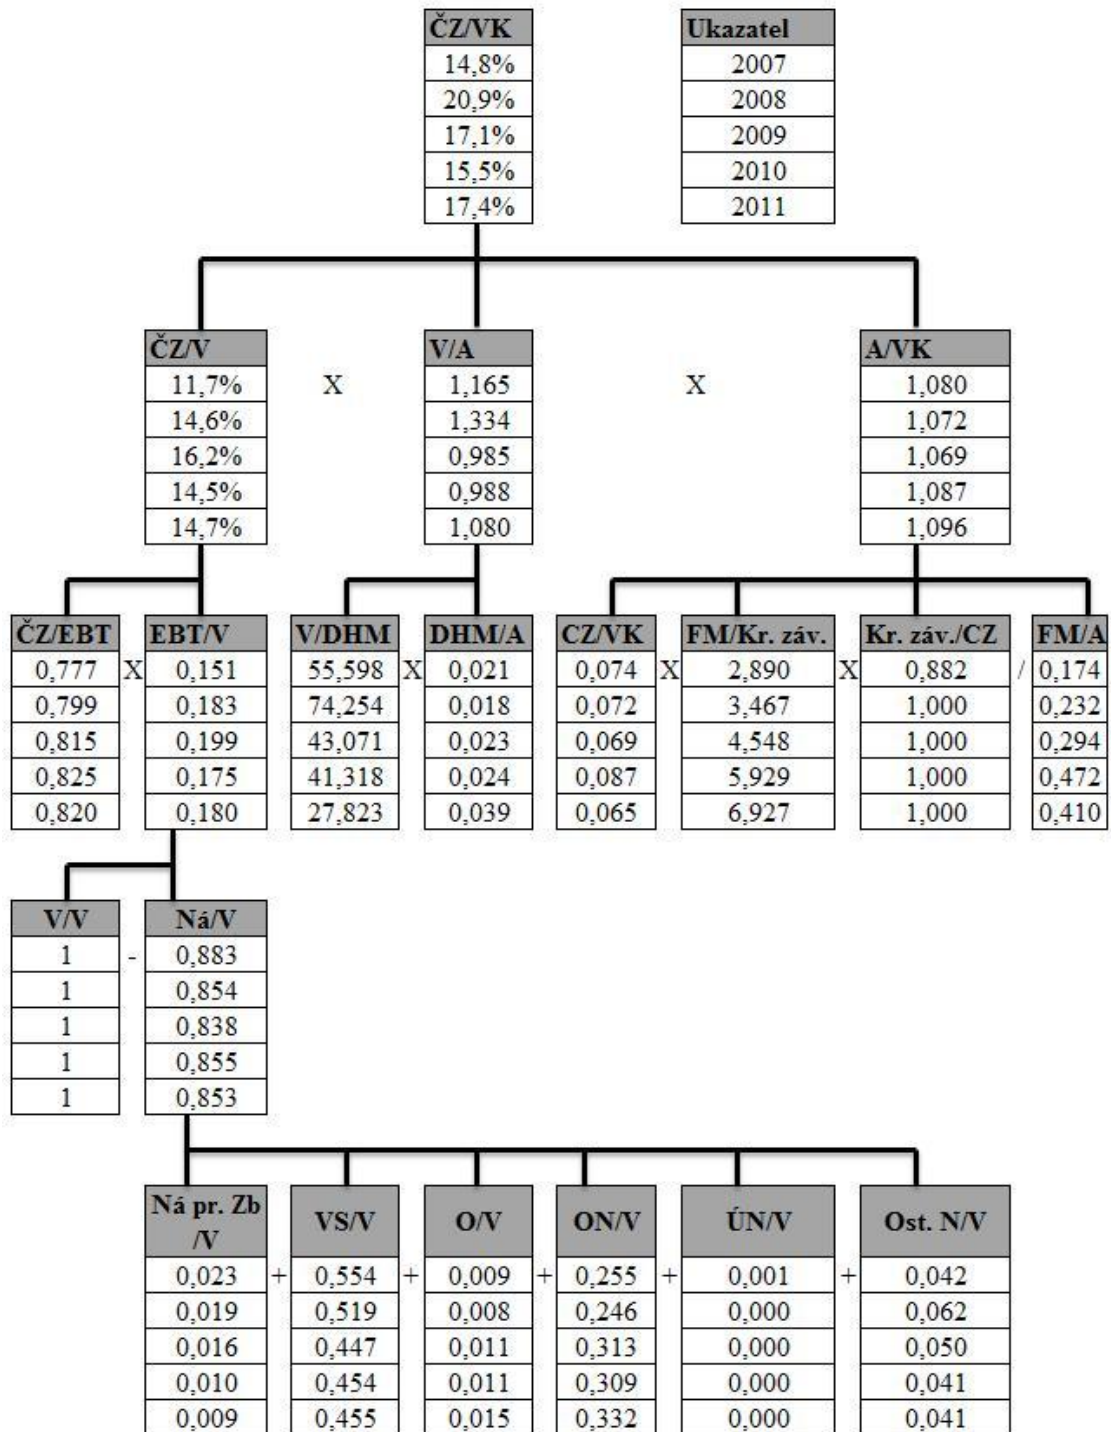 ČZ/VK Ukazatel
14,8% 2007
20,9% 2008
17,1% 2009
15,5% 2010
17,4% 2011
ČZ/V V/A A/VK
11,7% X 1,165 X 1,080
14,6% 1,334 1,072
16,2% 0,985 1,069
14,5% 0,988 1,087
14,7% 1,080 1,096
ČZ/EBT EBT/V V/DHM DHM/A CZ/VK FM/Kr. záv. Kr. záv./CZ FM/A
0,777 X 0,151 55,598 X 0,021 0,074 X 2,890 X 0,882 / 0,174
0,799 0,183 74,254 0,018 0,072 3,467 1,000 0,232
0,815 0,199 43,071 0,023 0,069 4,548 1,000 0,294
0,825 0,175 41,318 0,024 0,087 5,929 1,000 0,472
0,820 0,180 27,823 0,039 0,065 6,927 1,000 0,410
V/V Ná/V
1 - 0,883
1 0,854
1 0,838
1 0,855
1 0,853
Ná pr. Zb
/V VS/V O/V ON/V ÚN/V Ost. N/V
0,023 + 0,554 + 0,009 + 0,255 + 0,001 + 0,042
0,019 0,519 0,008 0,246 0,000 0,062
0,016 0,447 0,011 0,313 0,000 0,050
0,010 0,454 0,011 0,309 0,000 0,041
0,009 0,455 0,015 0,332 0,000 0,041